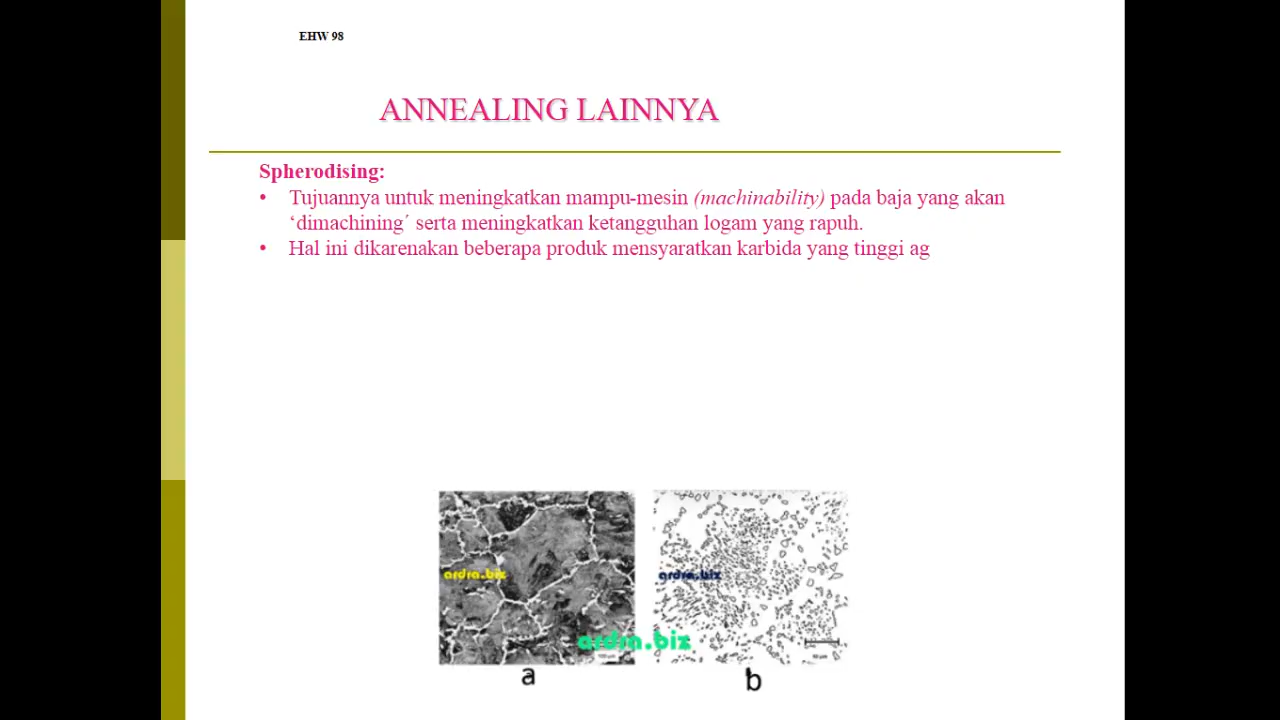 EHW 98
ANNEALING LAINNYA
Spherodising:
• Tujuannya untuk meningkatkan mampu-mesin (machinability) pada baja yang akan
‘dimachining´ serta meningkatkan ketangguhan logam yang rapuh.
• Hal ini dikarenakan beberapa produk mensyaratkan karbida yang tinggi ag
ardra.biz
ardra.biz
ardra.biz
a
b